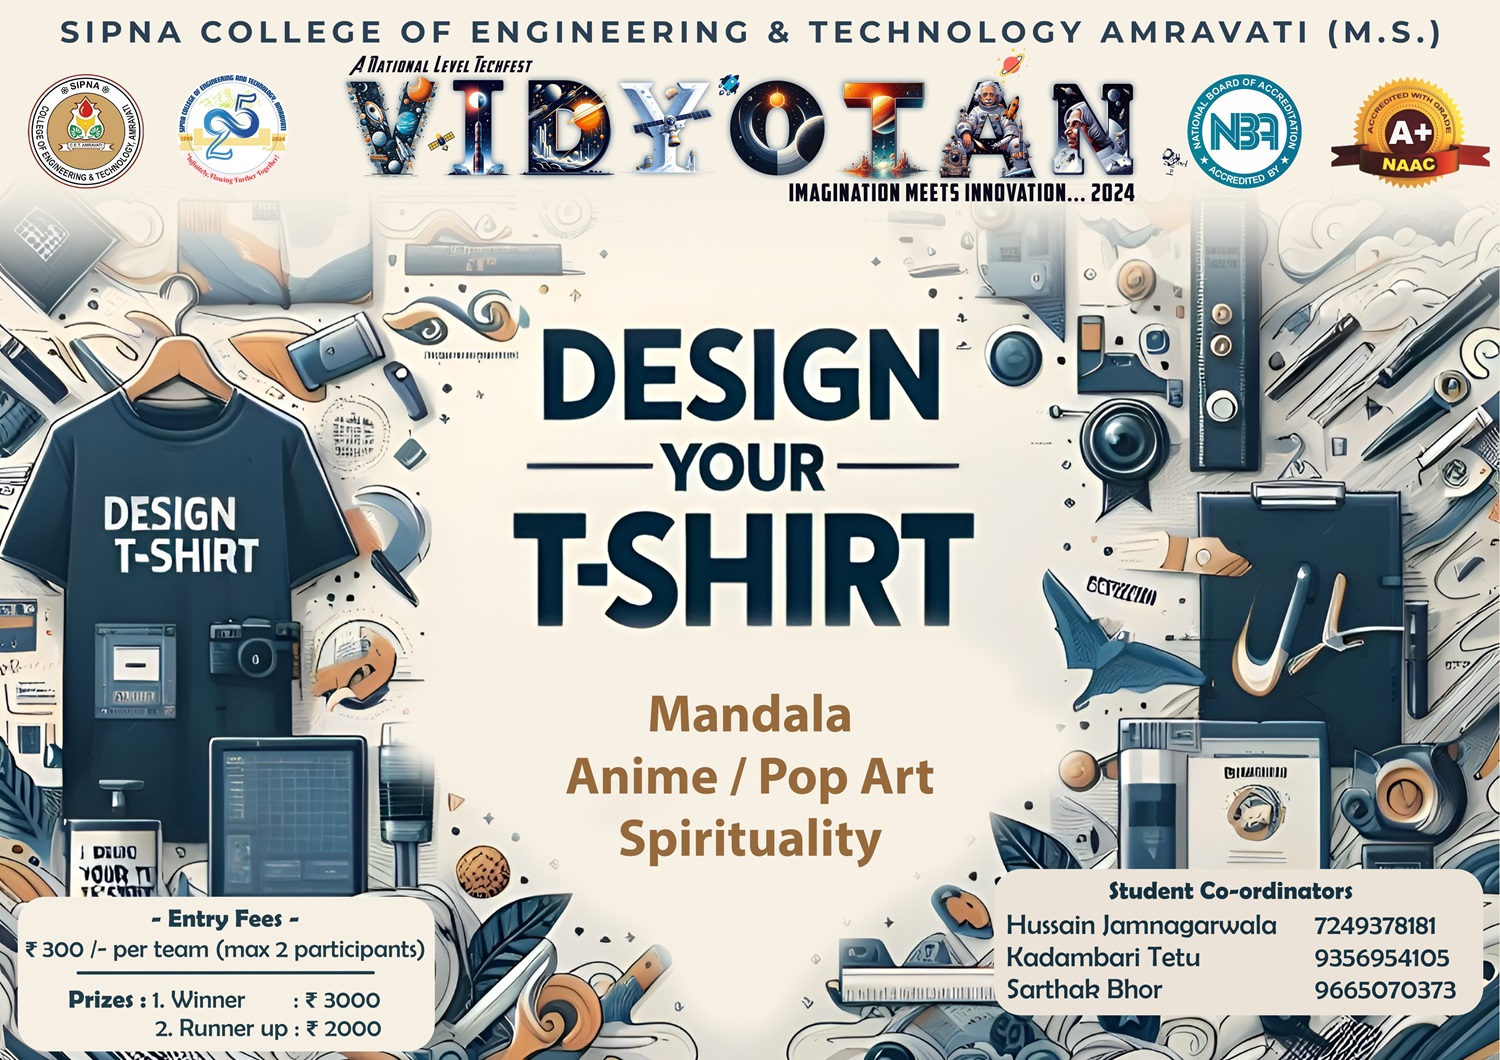 SIPNA COLLEGE OF ENGINEERING & TECHNOLOGY AMRAVATI (M.S.)
A National Level Techfest
VIDYOTAN
IMAGINATION MEETS INNOVATION... 2024
SIPNA
COLLEGE OF ENGINEERING & TECHNOLOGY, AMRAVATI
SIPNA COLLEGE OF ENGINEERING AND TECHNOLOGY, AMRAVATI
25
"Infinitely, Flowing Further Together!"
NATIONAL BOARD OF ACCREDITATION
NBA
ACCREDITED BY
ACCREDITED WITH GRADE
A+
NAAC
DESIGN
YOUR
T-SHIRT
DESIGN
T-SHIRT
Mandala
Anime / Pop Art
Spirituality
- Entry Fees -
₹ 300 /- per team (max 2 participants)
Prizes : 1. Winner : ₹ 3000
2. Runner up : ₹ 2000
Student Co-ordinators
Hussain Jamnagarwala 7249378181
Kadambari Tetu 9356954105
Sarthak Bhor 9665070373